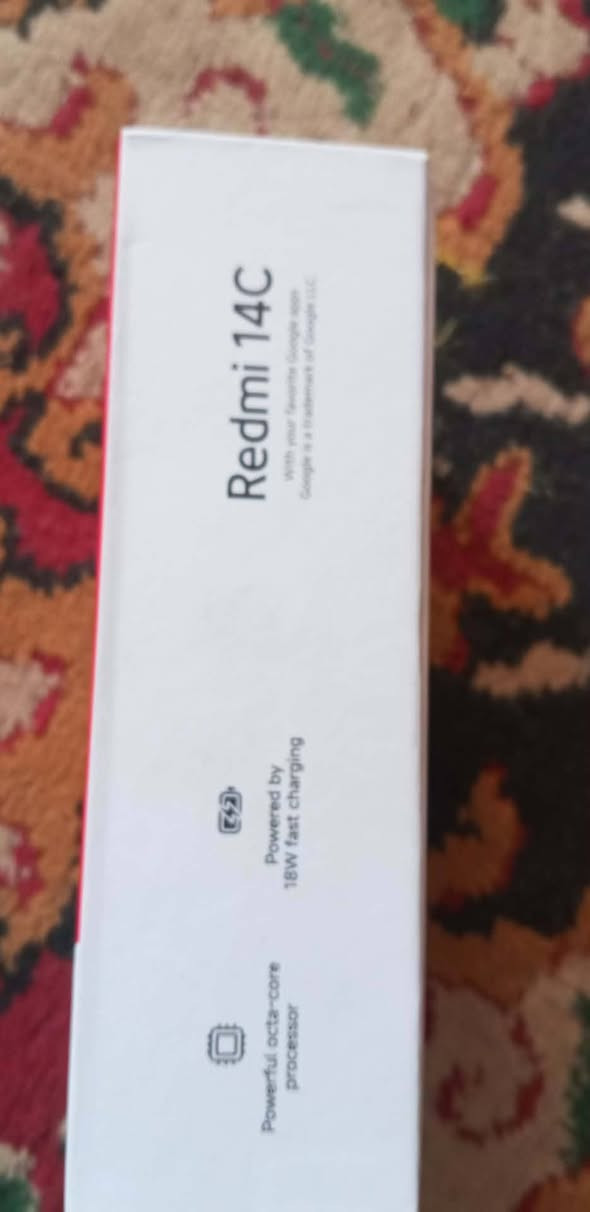 Redmi 14C
With your favorite Google apps
Google is a trademark of Google LLC.
Powered by
18W fast charging
Powerful octa-core
processor